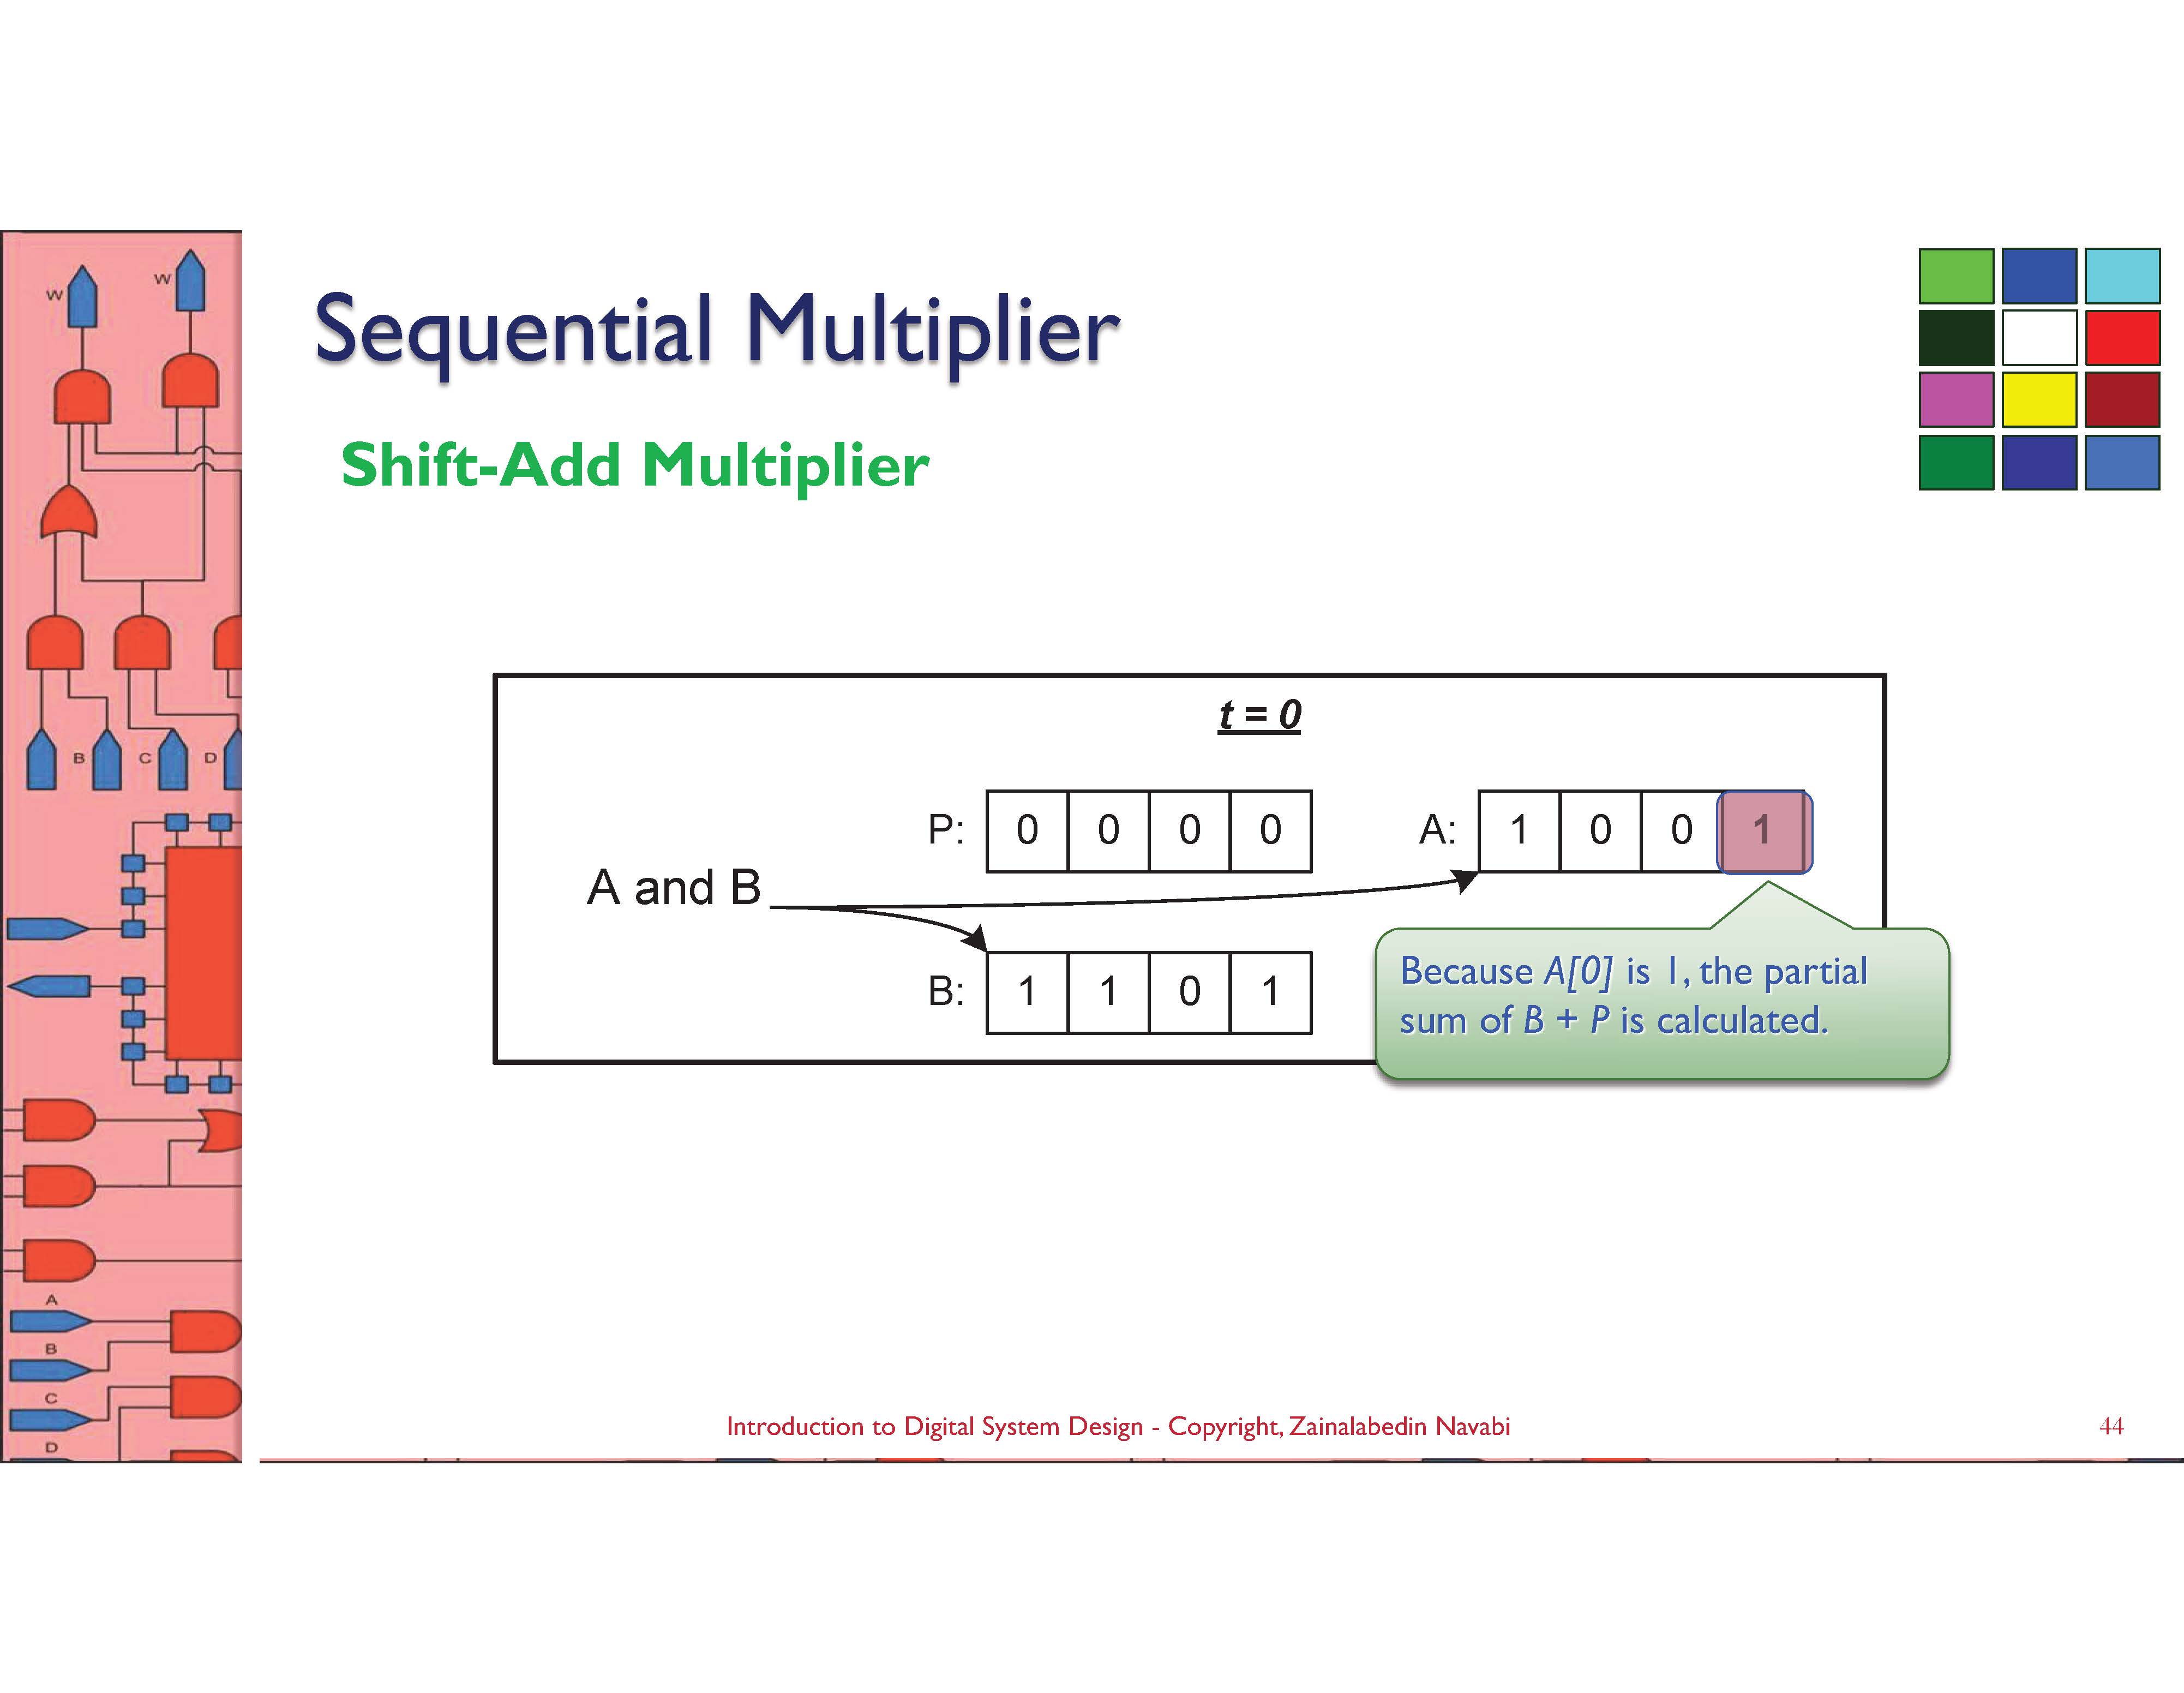 Sequential Multiplier
Shift-Add Multiplier
t = 0
P: 0 0 0 0
A: 1 0 0 1
A and B
B: 1 1 0 1
Because A[0] is 1, the partial
sum of B + P is calculated.
W
W
B C D
A
B
C
D
Introduction to Digital System Design - Copyright, Zainalabedin Navabi
44